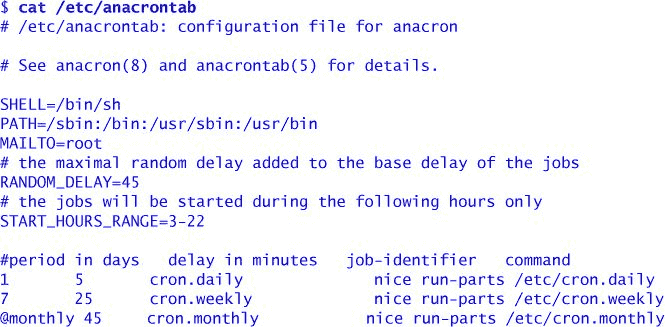 $ cat /etc/anacrontab
# /etc/anacrontab: configuration file for anacron
# See anacron(8) and anacrontab(5) for details.
SHELL=/bin/sh
PATH=/sbin:/bin:/usr/sbin:/usr/bin
MAILTO=root
# the maximal random delay added to the base delay of the jobs
RANDOM_DELAY=45
# the jobs will be started during the following hours only
START_HOURS_RANGE=3-22
#period in days   delay in minutes   job-identifier   command
1       5        cron.daily              nice run-parts /etc/cron.daily
7       25       cron.weekly             nice run-parts /etc/cron.weekly
@monthly 45      cron.monthly            nice run-parts /etc/cron.monthly